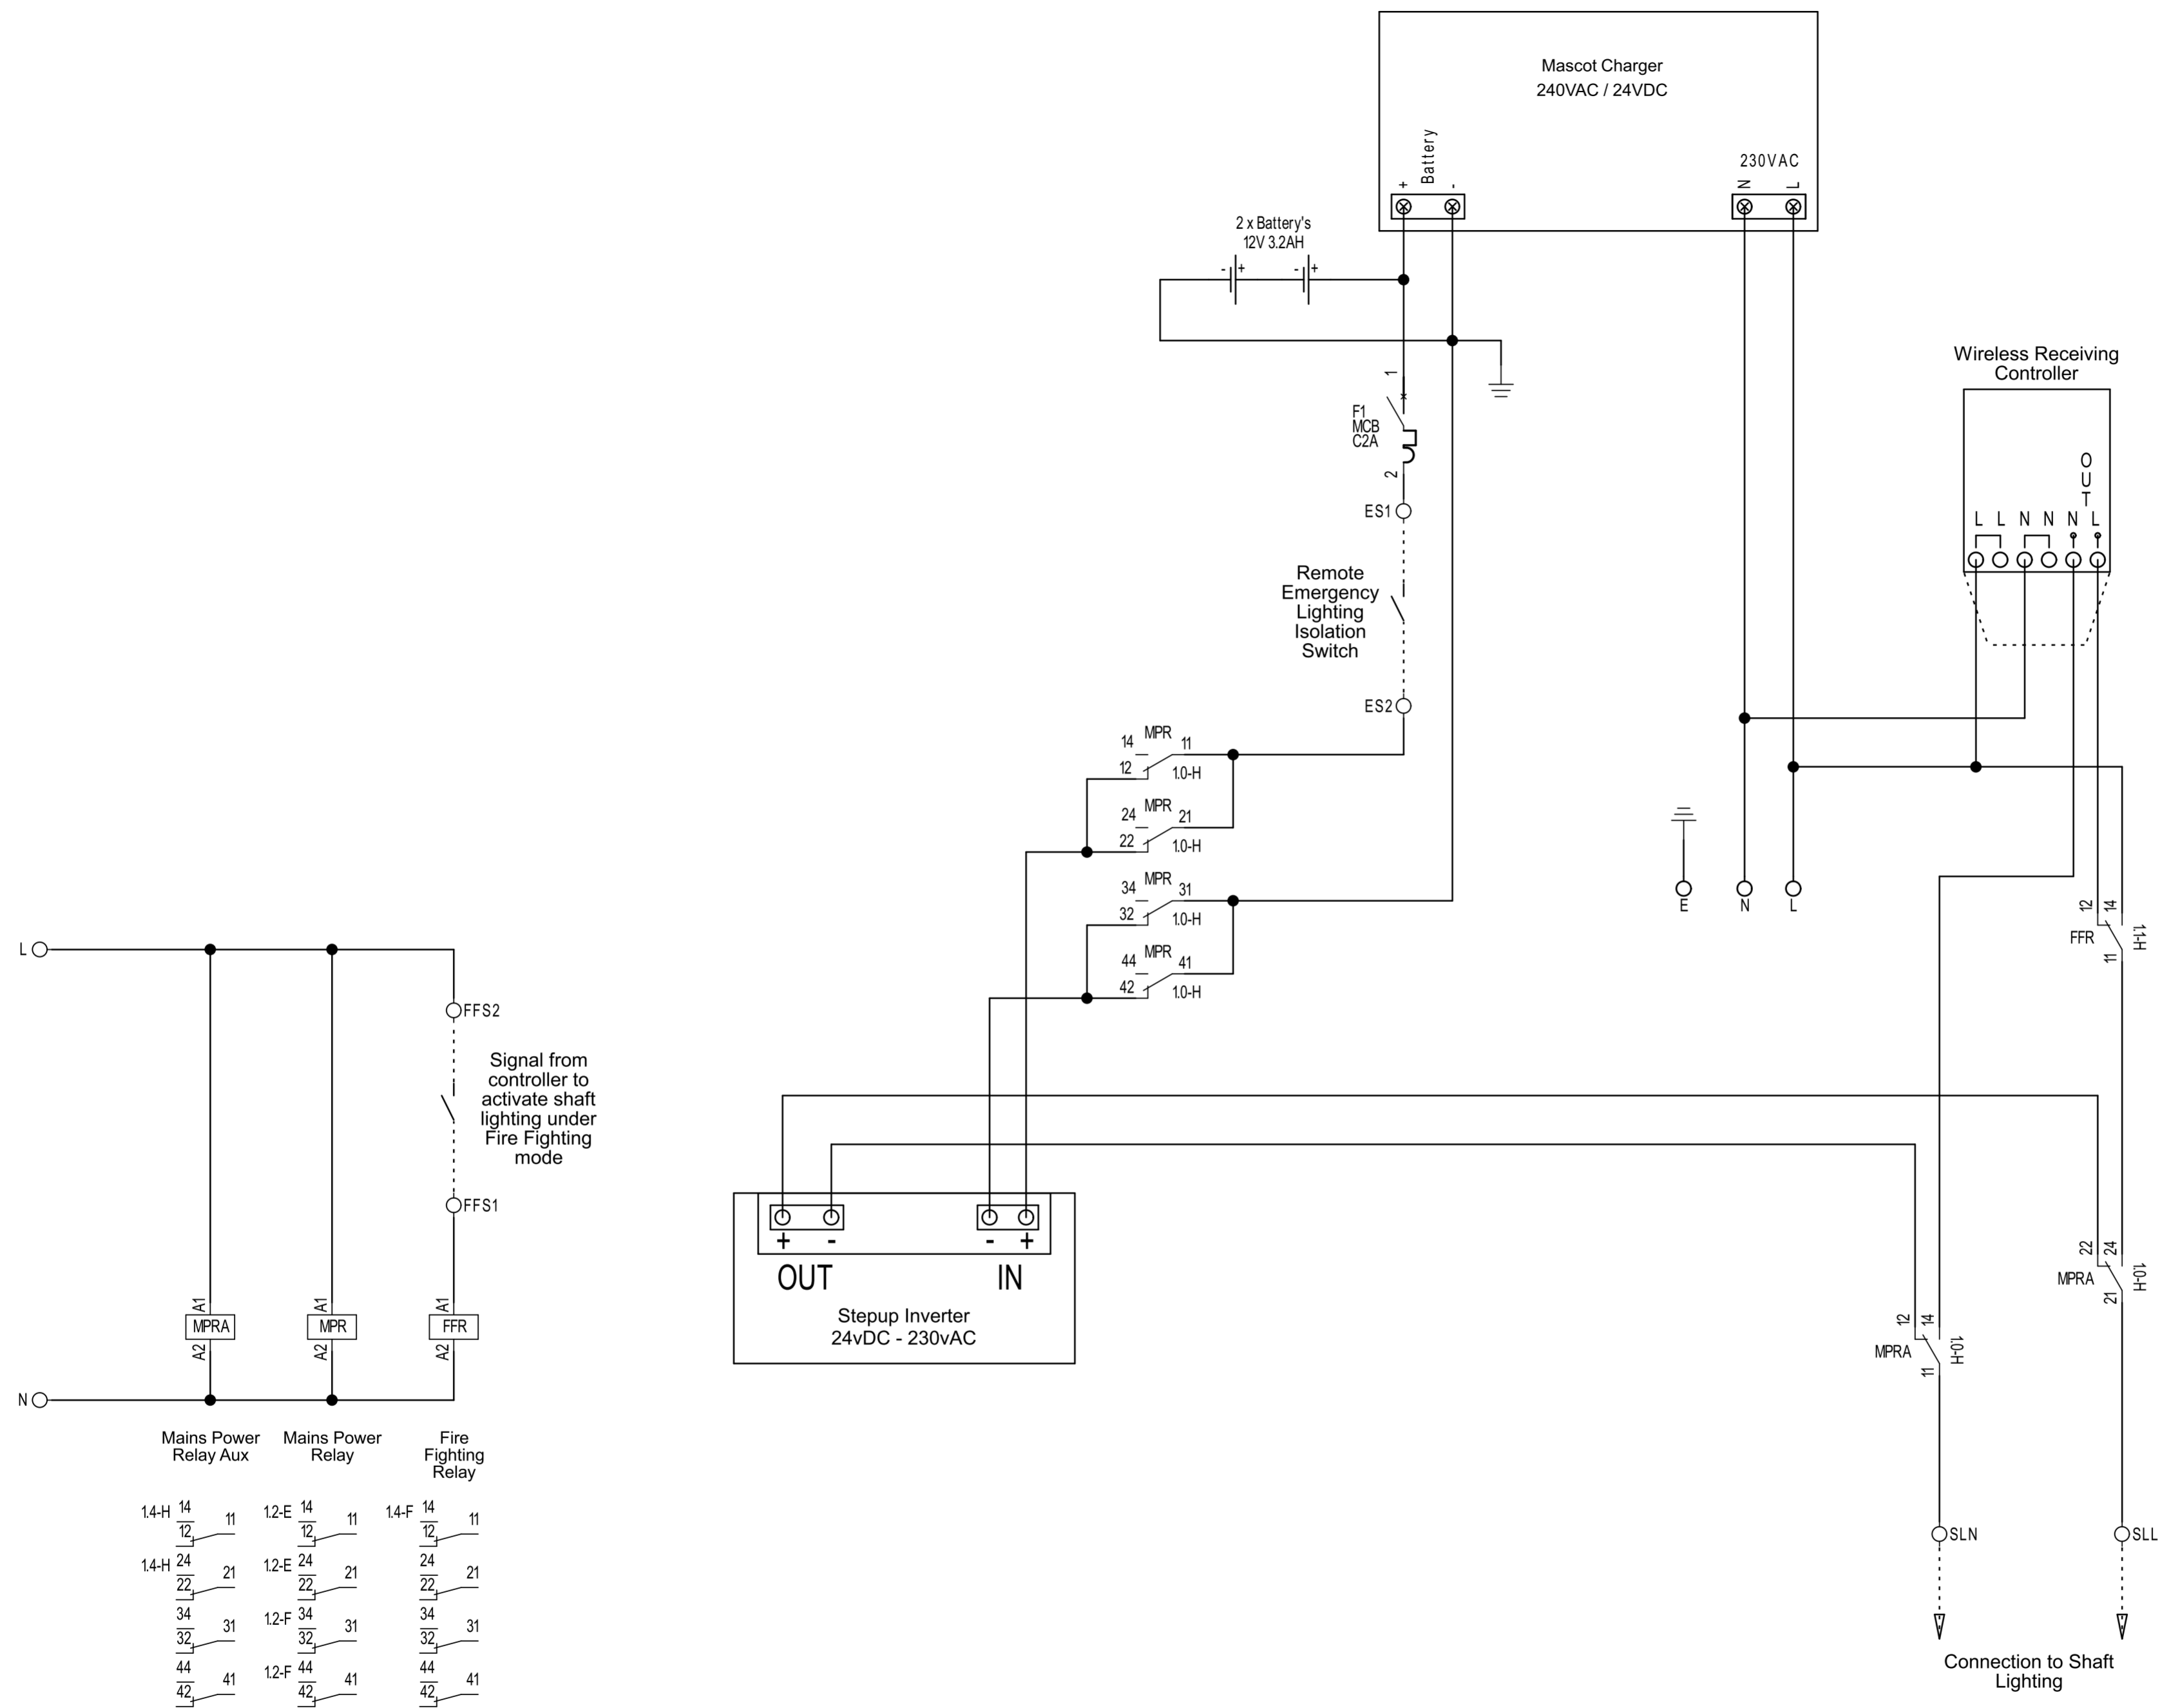 Mascot Charger
240VAC / 24VDC
Battery
+
-
230VAC
N
L
2 x Battery's
12V 3.2AH
- +
- +
Wireless Receiving
Controller
OUT
L L N N N L
1
F1
MCB
C2A
2
ES1
Remote
Emergency
Lighting
Isolation
Switch
ES2
MPR
14
11
12
1.0-H
MPR
24
21
22
1.0-H
MPR
34
31
32
1.0-H
MPR
44
41
42
1.0-H
E
N
L
12
14
FFR
11
1.1-H
L
FFS2
Signal from
controller to
activate shaft
lighting under
Fire Fighting
mode
FFS1
A1
MPRA
A2
A1
MPR
A2
A1
FFR
A2
N
+ -
- +
OUT
IN
Stepup Inverter
24vDC - 230vAC
22
24
MPRA
21
1.0-H
12
14
MPRA
11
1.0-H
Mains Power
Relay Aux
Mains Power
Relay
Fire
Fighting
Relay
1.4-H 14
12
11
1.4-H 24
22
21
34
32
31
44
42
41
1.2-E 14
12
11
1.2-E 24
22
21
1.2-F 34
32
31
1.2-F 44
42
41
1.4-F 14
12
11
24
22
21
34
32
31
44
42
41
SLN
SLL
Connection to Shaft
Lighting